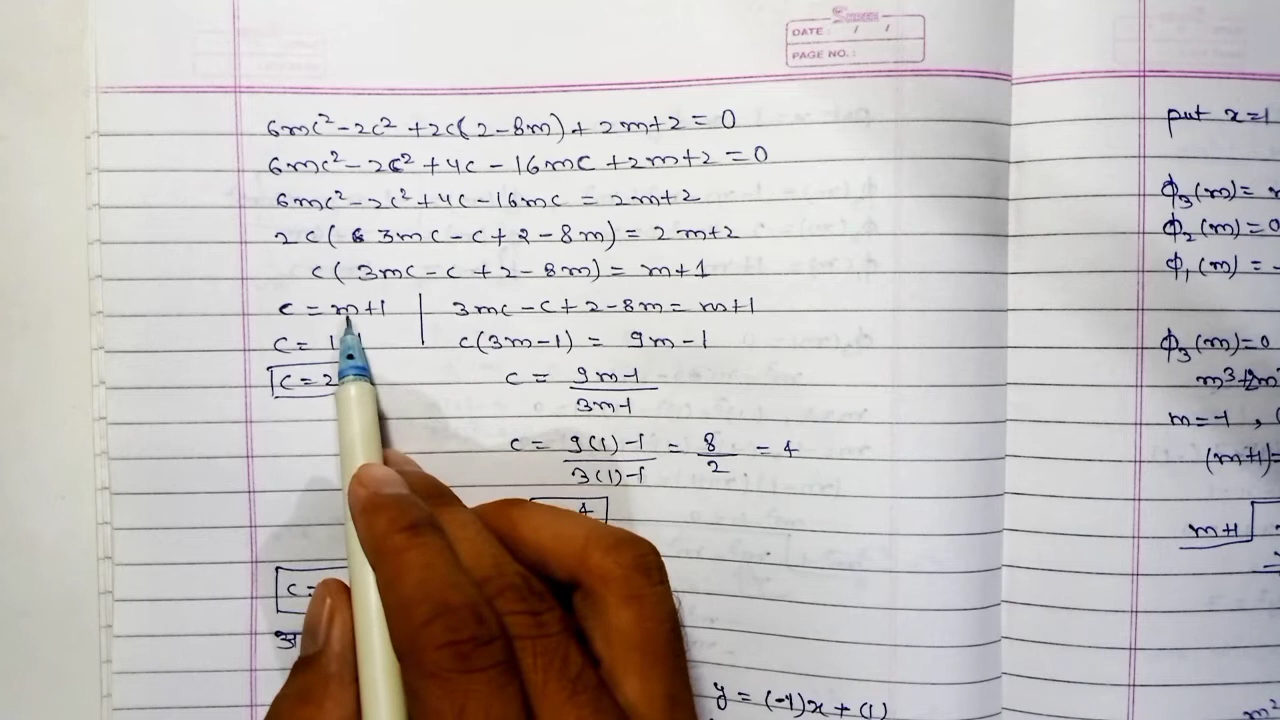 DATE : / /
PAGE NO. :
6mc² - 2c² + 2c(2 - 8m) + 2m + 2 = 0
6mc² - 2c² + 4c - 16mc + 2m + 2 = 0
6mc² - 2c² + 4c - 16mc = 2m + 2
2c( 3mc - c + 2 - 8m) = 2m + 2
c( 3mc - c + 2 - 8m) = m + 1
c = m + 1 | 3mc - c + 2 - 8m = m + 1
c = 1 c(3m - 1) = 9m - 1
c = 2 c = 9m-1 / 3m-1
c = 9(1)-1 / 3(1)-1 = 8/2 = 4
4
c =
y = (-1)x + (1)
put x = 1
ϕ₃(m) =
ϕ₂(m) = 0
ϕ₁(m) = -
ϕ₃(m) = 0
m = -1 ,
(m+1) =
m+1
m²